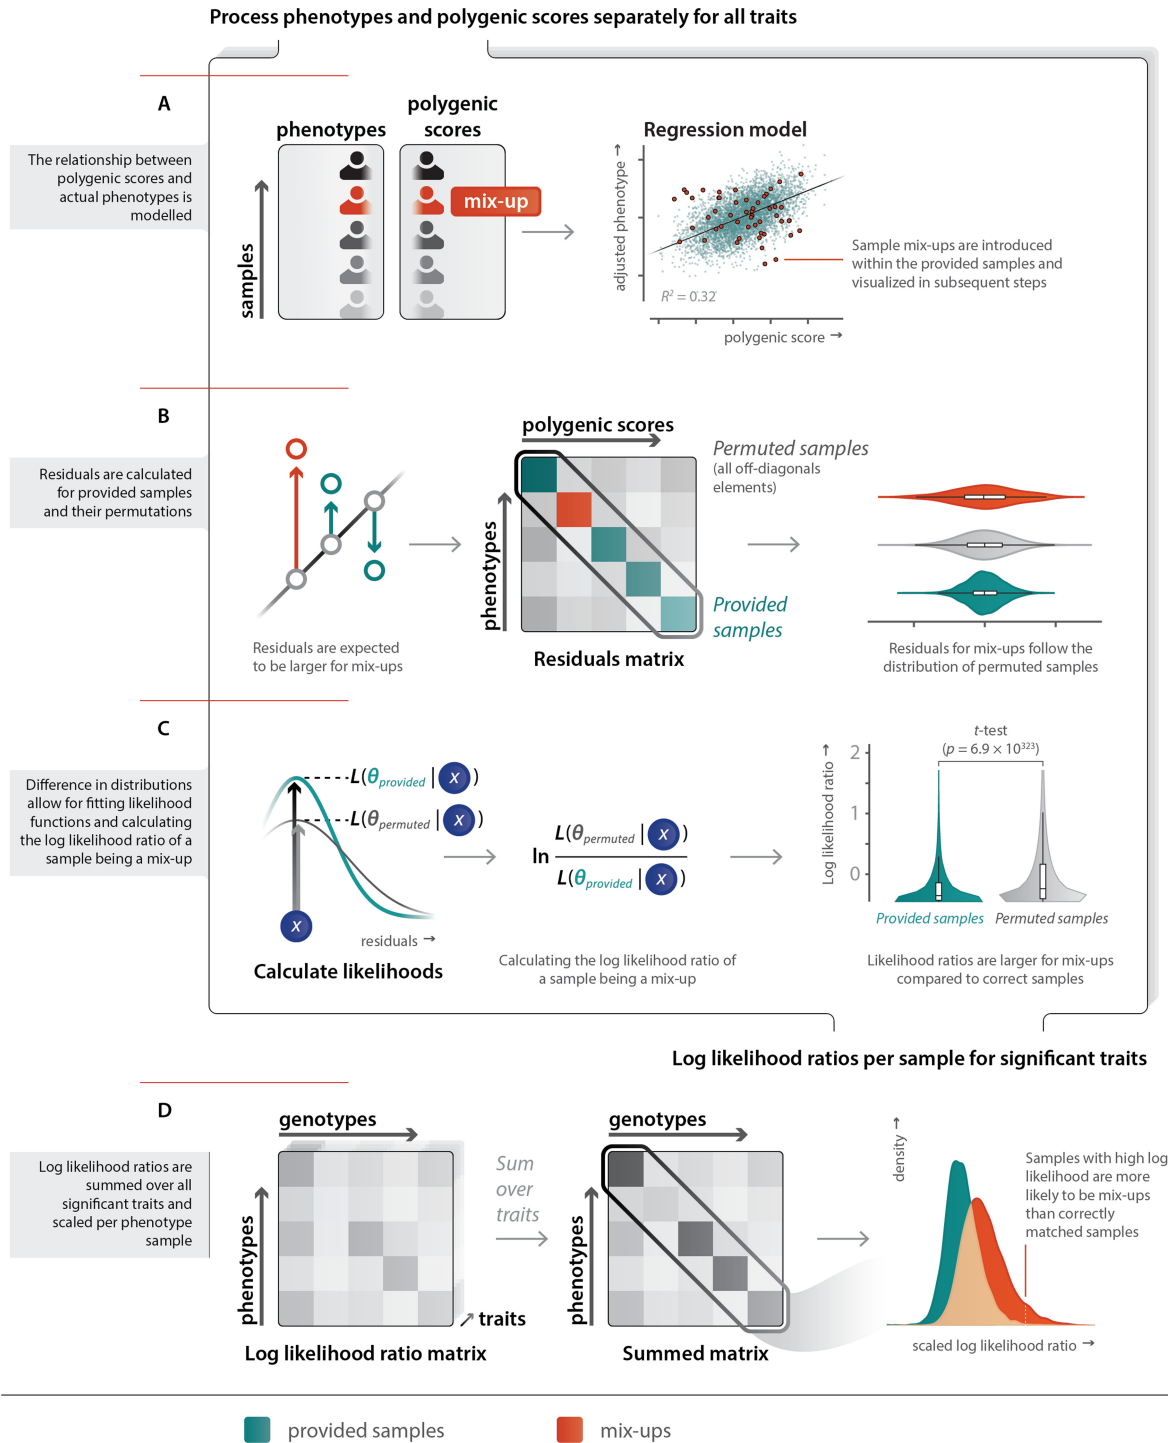 Process phenotypes and polygenic scores separately for all traits
A
The relationship between
polygenic scores and
actual phenotypes is
modelled
phenotypes
polygenic
scores
samples
mix-up
Regression model
adjusted phenotype →
R² = 0.32
polygenic score →
Sample mix-ups are introduced
within the provided samples and
visualized in subsequent steps
B
Residuals are calculated
for provided samples
and their permutations
Residuals are expected
to be larger for mix-ups
polygenic scores
phenotypes
Residuals matrix
Permuted samples
(all off-diagonals
elements)
Provided
samples
Residuals for mix-ups follow the
distribution of permuted samples
C
Difference in distributions
allow for fitting likelihood
functions and calculating
the log likelihood ratio of a
sample being a mix-up
L(θprovided | x)
L(θpermuted | x)
x
residuals →
Calculate likelihoods
ln
L(θpermuted | x)
L(θprovided | x)
Calculating the log likelihood ratio of
a sample being a mix-up
t-test
(p = 6.9 × 10³²³)
Log likelihood ratio →
2
1
0
Provided samples
Permuted samples
Likelihood ratios are larger for mix-ups
compared to correct samples
Log likelihood ratios per sample for significant traits
D
Log likelihood ratios are
summed over all
significant traits and
scaled per phenotype
sample
genotypes
phenotypes
↗ traits
Log likelihood ratio matrix
Sum
over
traits
genotypes
phenotypes
Summed matrix
density →
Samples with high log
likelihood are more
likely to be mix-ups
than correctly
matched samples
scaled log likelihood ratio →
provided samples
mix-ups